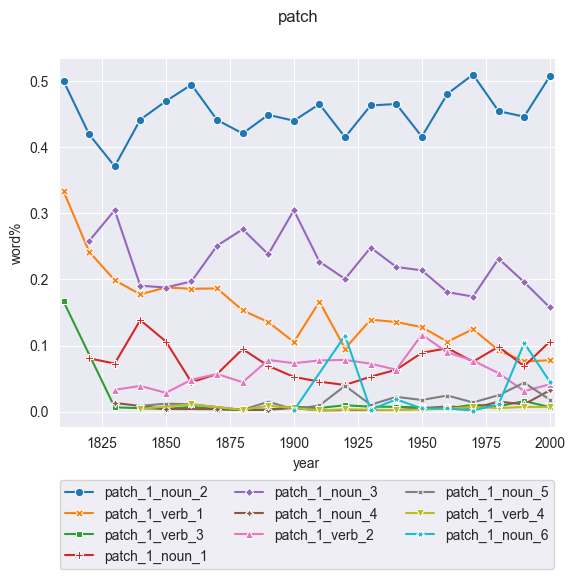 patch
0.5
0.4
0.3
0.2
0.1
0.0
word%
1825 1850 1875 1900 1925 1950 1975 2000
year
patch_1_noun_2 patch_1_noun_3 patch_1_noun_5
patch_1_verb_1 patch_1_noun_4 patch_1_verb_4
patch_1_verb_3 patch_1_verb_2 patch_1_noun_6
patch_1_noun_1